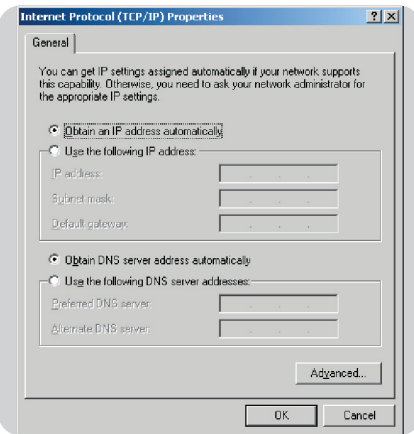 Internet Protocol (TCP/IP) Properties
General
You can get IP settings assigned automatically if your network supports
this capability. Otherwise, you need to ask your network administrator for
the appropriate IP settings.
Obtain an IP address automatically
Use the following IP address:
IP address:
Subnet mask:
Default gateway:
Obtain DNS server address automatically
Use the following DNS server addresses:
Preferred DNS server:
Alternate DNS server:
Advanced...
OK Cancel